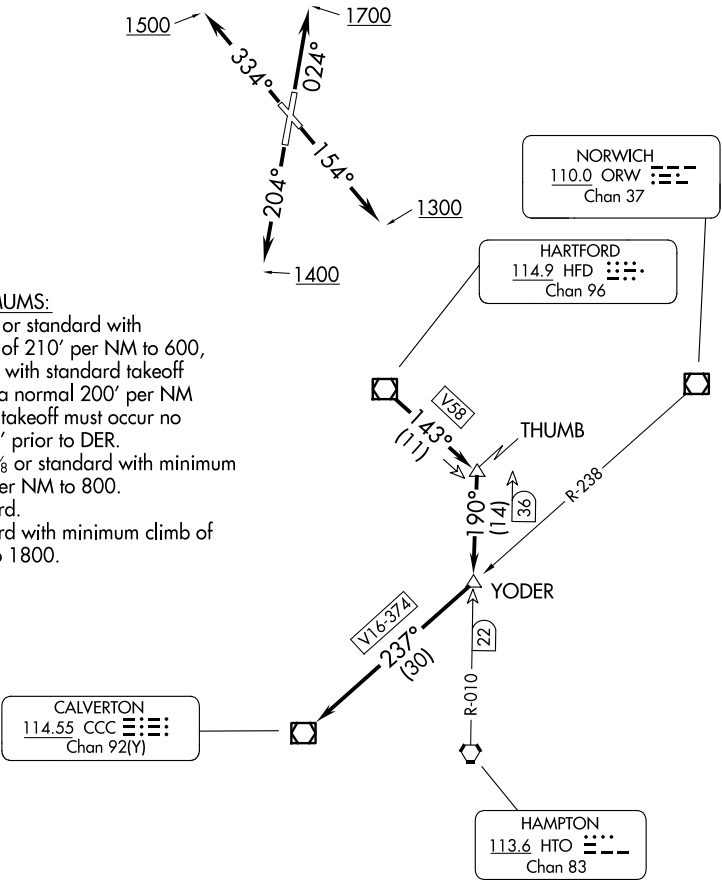 1500
1700
334°
024°
154°
204°
1300
1400
NORWICH
110.0 ORW
Chan 37
HARTFORD
114.9 HFD
Chan 96
MUMS:
or standard with
of 210' per NM to 600,
with standard takeoff
a normal 200' per NM
takeoff must occur no
' prior to DER.
⅛ or standard with minimum
er NM to 800.
rd.
rd with minimum climb of
o 1800.
V58
143°
(11)
THUMB
190°
(14)
36
R-238
YODER
V16-374
237°
(30)
22
R-010
CALVERTON
114.55 CCC
Chan 92(Y)
HAMPTON
113.6 HTO
Chan 83